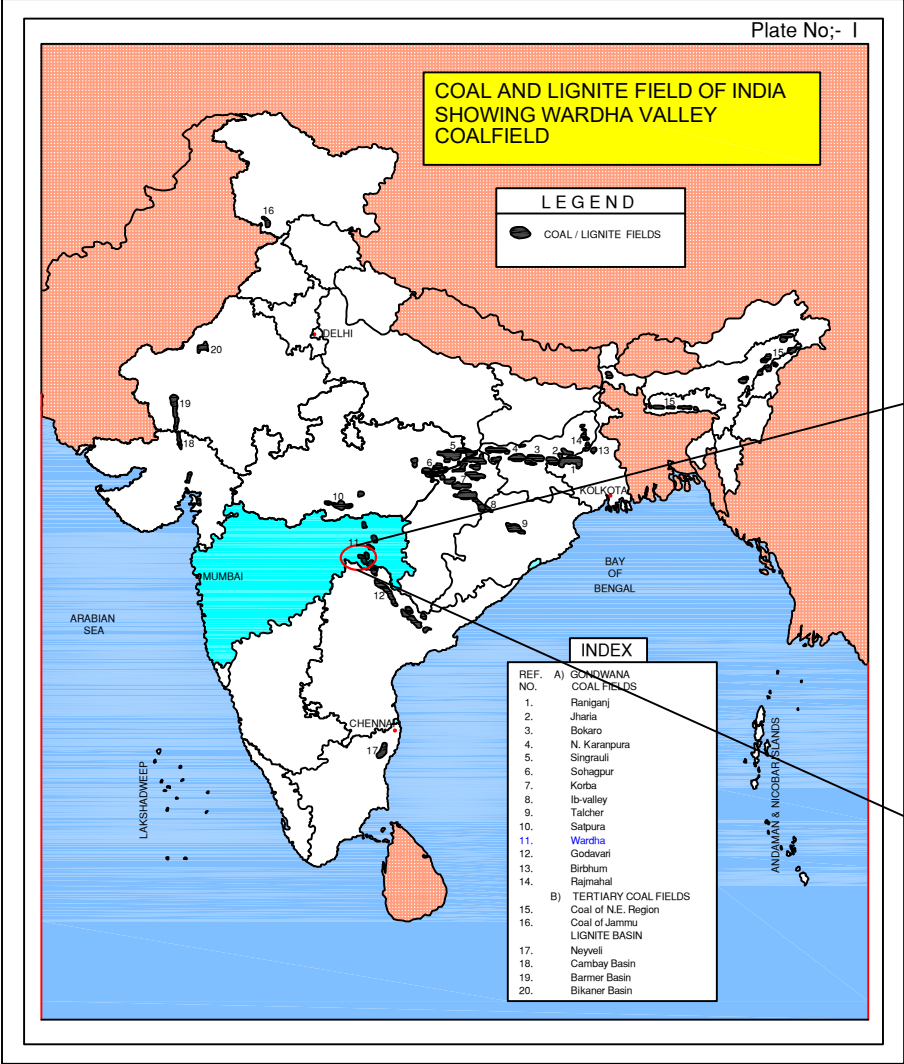 Plate No;- I
COAL AND LIGNITE FIELD OF INDIA
SHOWING WARDHA VALLEY
COALFIELD
LEGEND
COAL / LIGNITE FIELDS
16
DELHI
20
19
18
15
15
14
13
5
4
3
2
1
6
7
10
8
9
KOLKOTA
11
12
MUMBAI
BAY
OF
BENGAL
ARABIAN
SEA
CHENNAI
17
LAKSHADWEEP
ANDAMAN & NICOBAR ISLANDS
INDEX
REF. A) GONDWANA
NO. COAL FIELDS
1. Raniganj
2. Jharia
3. Bokaro
4. N. Karanpura
5. Singrauli
6. Sohagpur
7. Korba
8. Ib-valley
9. Talcher
10. Satpura
11. Wardha
12. Godavari
13. Birbhum
14. Rajmahal
B) TERTIARY COAL FIELDS
15. Coal of N.E. Region
16. Coal of Jammu
LIGNITE BASIN
17. Neyveli
18. Cambay Basin
19. Barmer Basin
20. Bikaner Basin